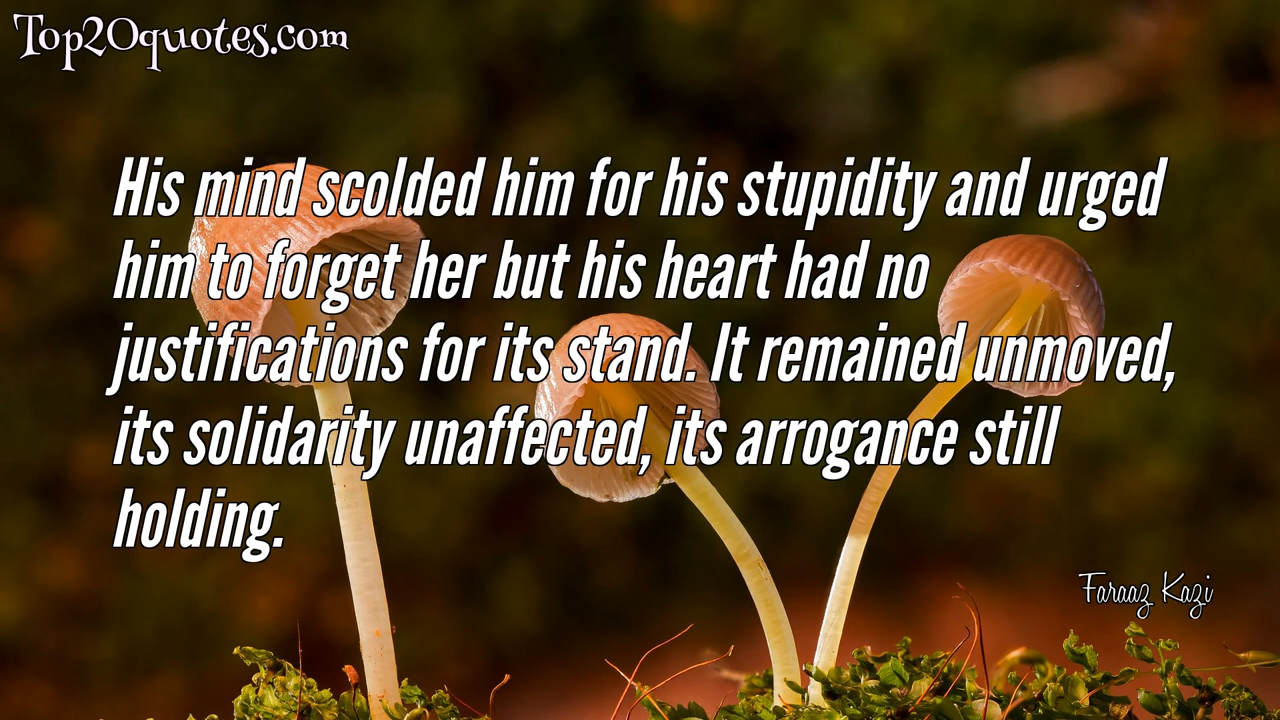 Top20quotes.com
His mind scolded him for his stupidity and urged
him to forget her but his heart had no
justifications for its stand. It remained unmoved,
its solidarity unaffected, its arrogance still
holding.
Faraaz Kazi